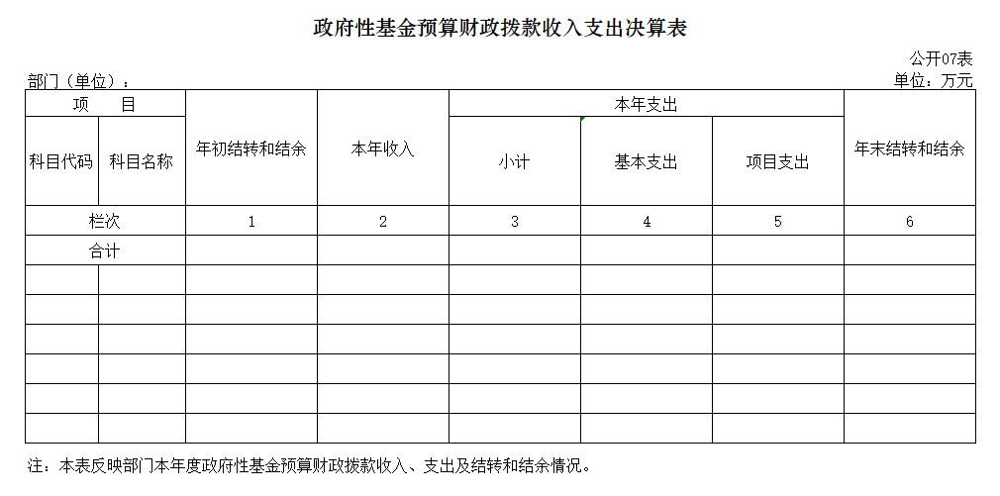 政府性基金预算财政拨款收入支出决算表
公开07表
部门（单位）：
单位：万元
项　　目
年初结转和结余
本年收入
本年支出
年末结转和结余
科目代码
科目名称
小计
基本支出
项目支出
栏次 1 2 3 4 5 6
合计
注：本表反映部门本年度政府性基金预算财政拨款收入、支出及结转和结余情况。